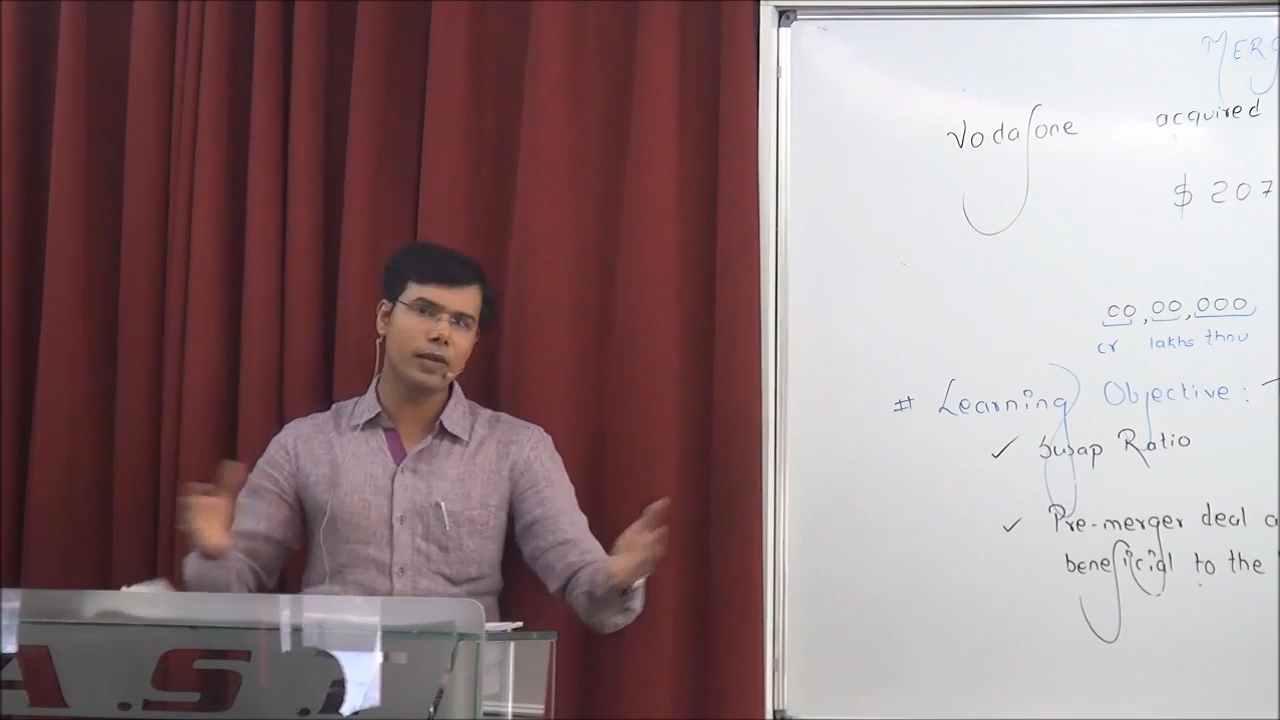 MERG
Vodafone acquired
$ 207
00,00,000
cr lakhs thou
# Learning Objective:
✓ Swap Ratio
✓ Pre-merger deal a
beneficial to the
A.S.T